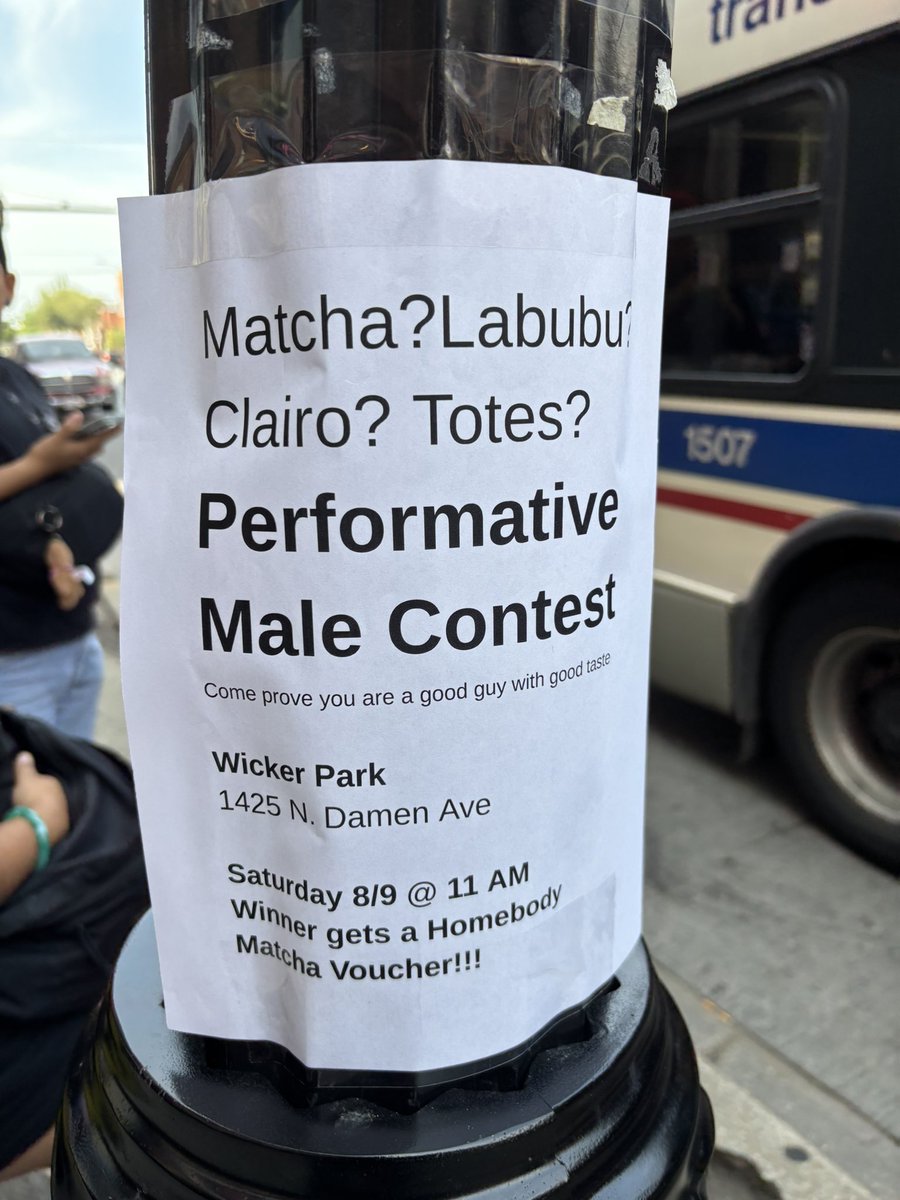 trans
Matcha?Labubu?
Clairo? Totes?
Performative
Male Contest
Come prove you are a good guy with good taste
1507
Wicker Park
1425 N. Damen Ave
Saturday 8/9 @ 11 AM
Winner gets a Homebody
Matcha Voucher!!!